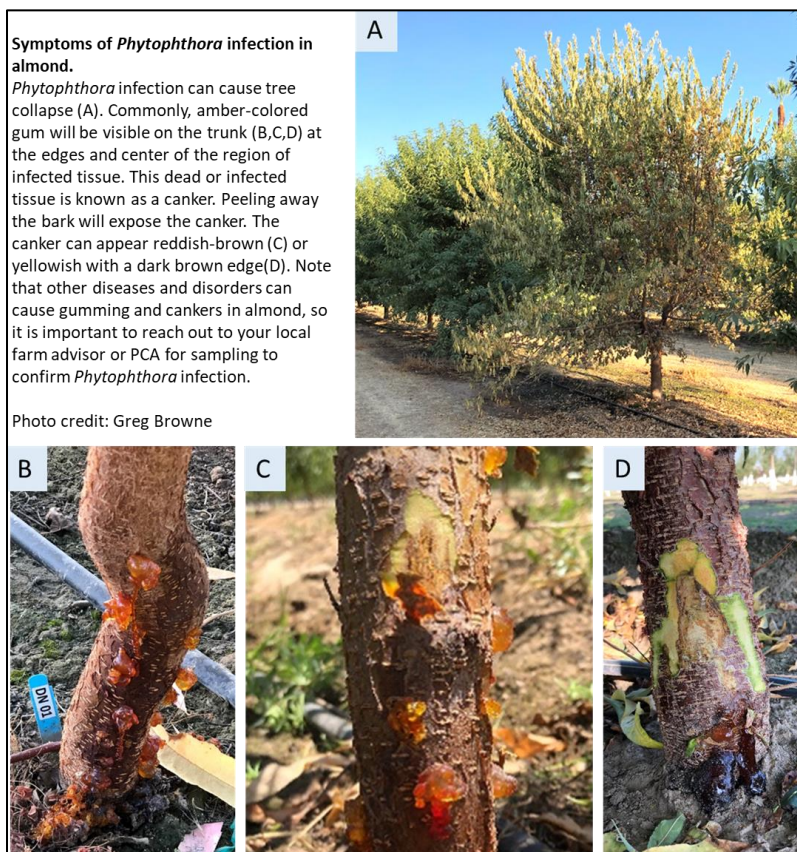 Symptoms of Phytophthora infection in
almond.
Phytophthora infection can cause tree
collapse (A). Commonly, amber-colored
gum will be visible on the trunk (B,C,D) at
the edges and center of the region of
infected tissue. This dead or infected
tissue is known as a canker. Peeling away
the bark will expose the canker. The
canker can appear reddish-brown (C) or
yellowish with a dark brown edge(D). Note
that other diseases and disorders can
cause gumming and cankers in almond, so
it is important to reach out to your local
farm advisor or PCA for sampling to
confirm Phytophthora infection.
Photo credit: Greg Browne
A
B
C
D
DN 01